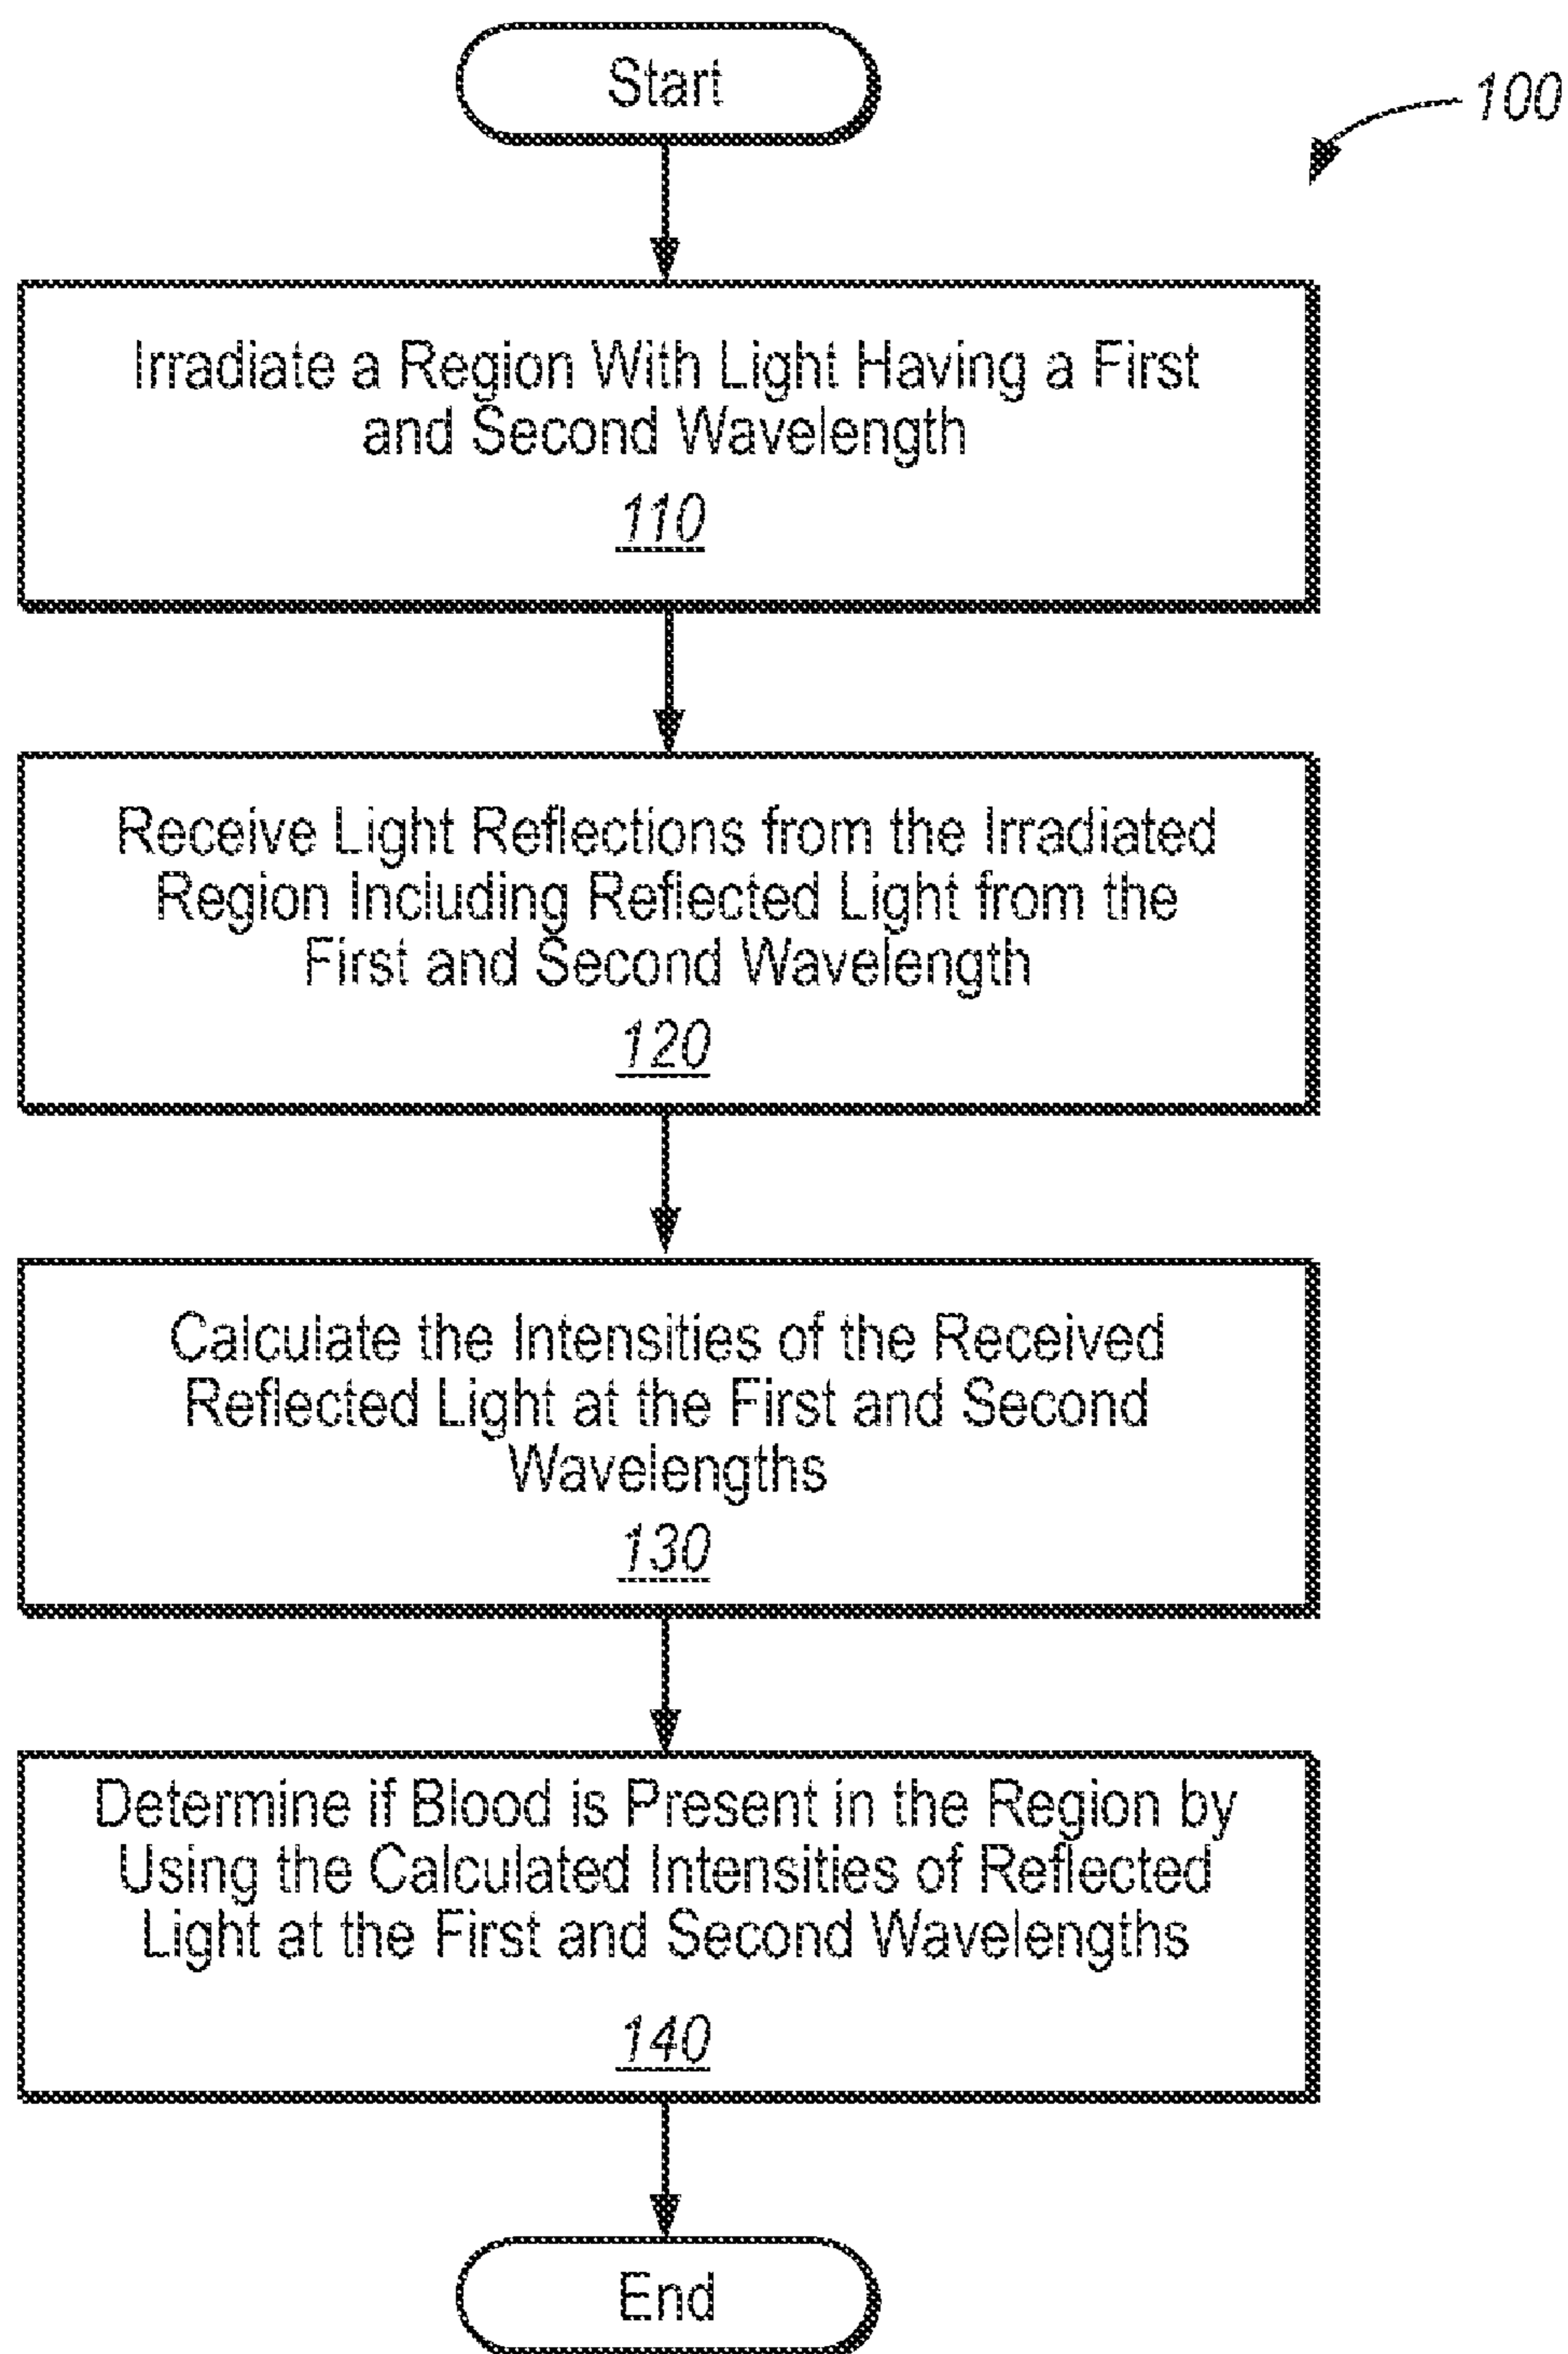 Start
100
Irradiate a Region With Light Having a First
and Second Wavelength
110
Receive Light Reflections from the Irradiated
Region Including Reflected Light from the
First and Second Wavelength
120
Calculate the Intensities of the Received
Reflected Light at the First and Second
Wavelengths
130
Determine if Blood is Present in the Region by
Using the Calculated Intensities of Reflected
Light at the First and Second Wavelengths
140
End